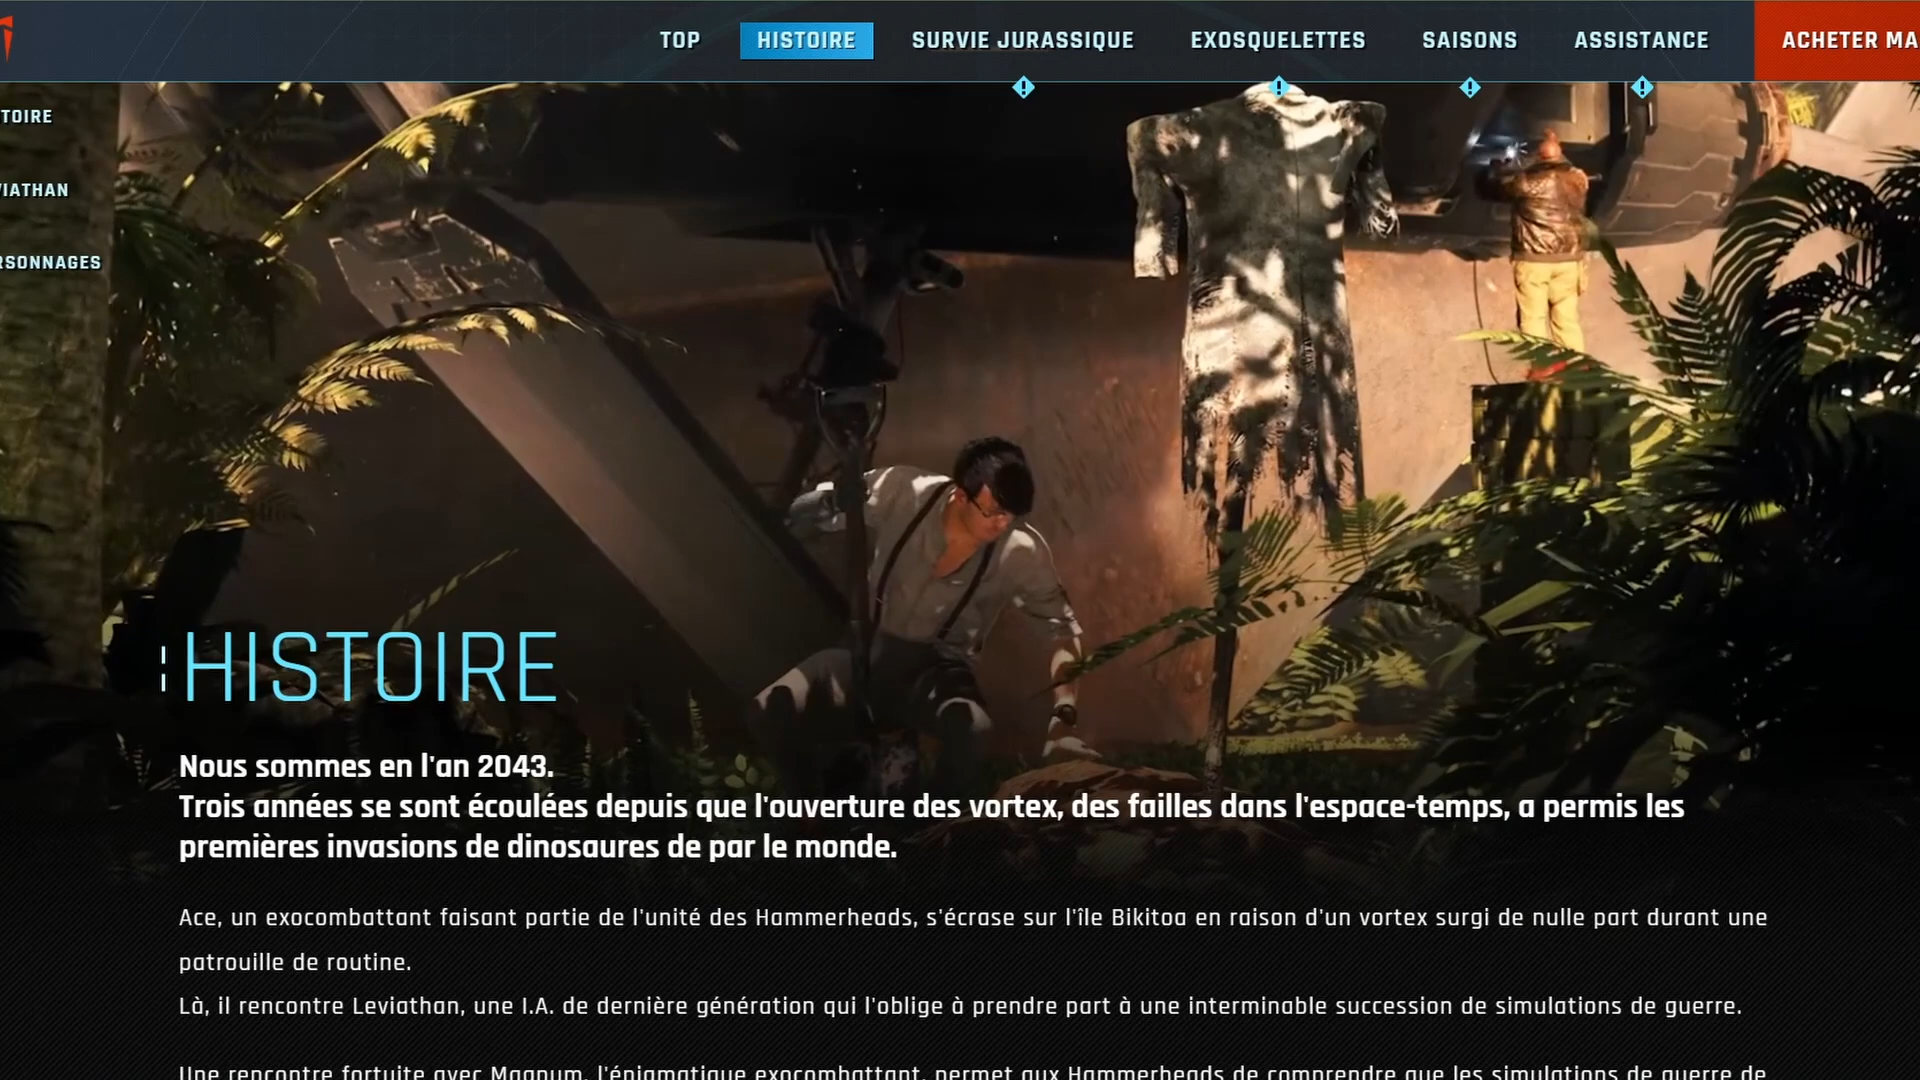 TOP HISTOIRE SURVIE JURASSIQUE EXOSQUELETTES SAISONS ASSISTANCE ACHETER MA
TOIRE
VIATHAN
RSONNAGES
HISTOIRE
Nous sommes en l'an 2043.
Trois années se sont écoulées depuis que l'ouverture des vortex, des failles dans l'espace-temps, a permis les
premières invasions de dinosaures de par le monde.
Ace, un exocombattant faisant partie de l'unité des Hammerheads, s'écrase sur l'île Bikitoa en raison d'un vortex surgi de nulle part durant une
patrouille de routine.
Là, il rencontre Leviathan, une I.A. de dernière génération qui l'oblige à prendre part à une interminable succession de simulations de guerre.
Une rencontre fortuite avec Magnum, l'énigmatique exocombattant, permet aux Hammerheads de comprendre que les simulations de guerre de